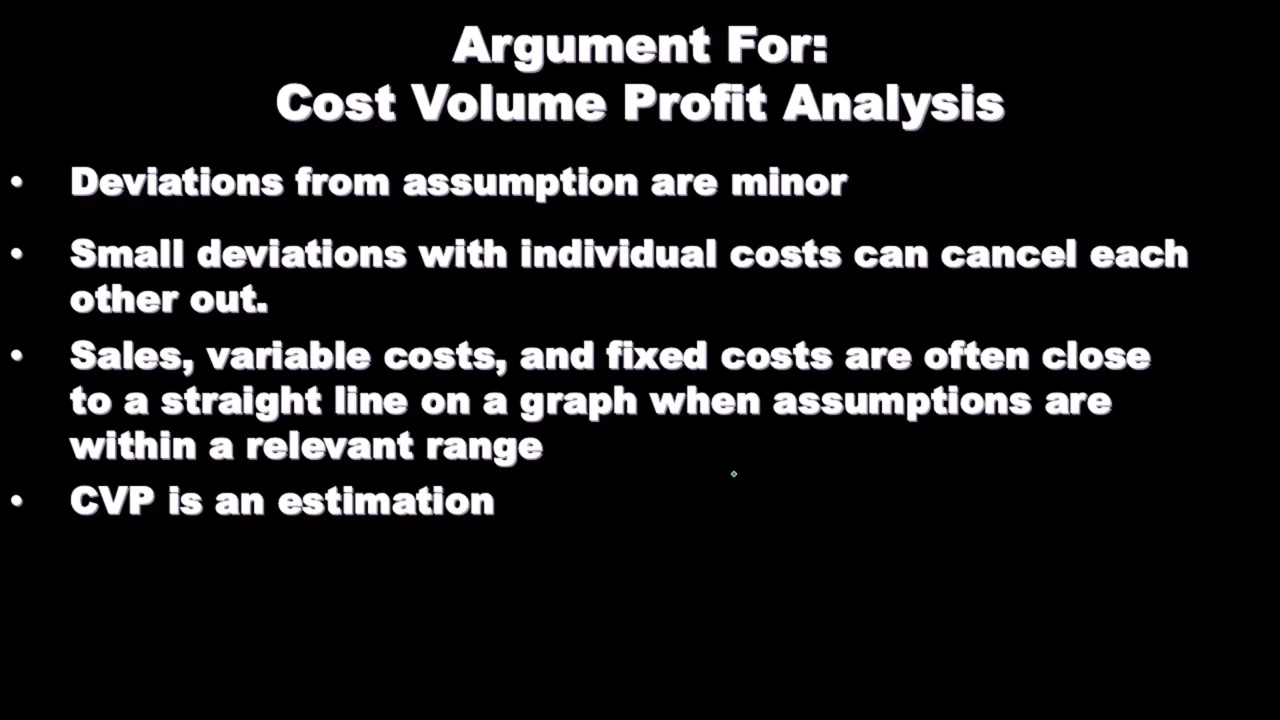 Argument For:
Cost Volume Profit Analysis
• Deviations from assumption are minor
• Small deviations with individual costs can cancel each
other out.
• Sales, variable costs, and fixed costs are often close
to a straight line on a graph when assumptions are
within a relevant range
• CVP is an estimation